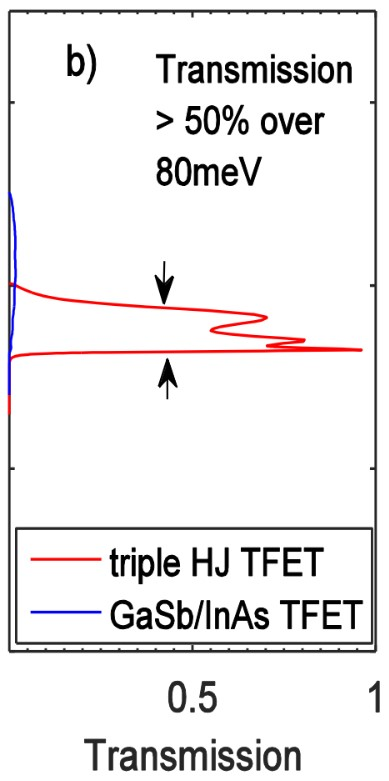 b)
Transmission
> 50% over
80meV
triple HJ TFET
GaSb/InAs TFET
0.5
1
Transmission